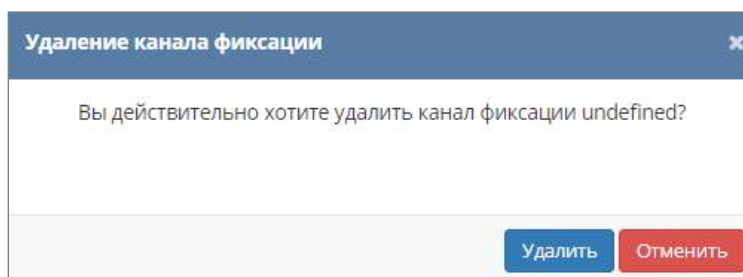 Удаление канала фиксации
Вы действительно хотите удалить канал фиксации undefined?
Удалить Отменить